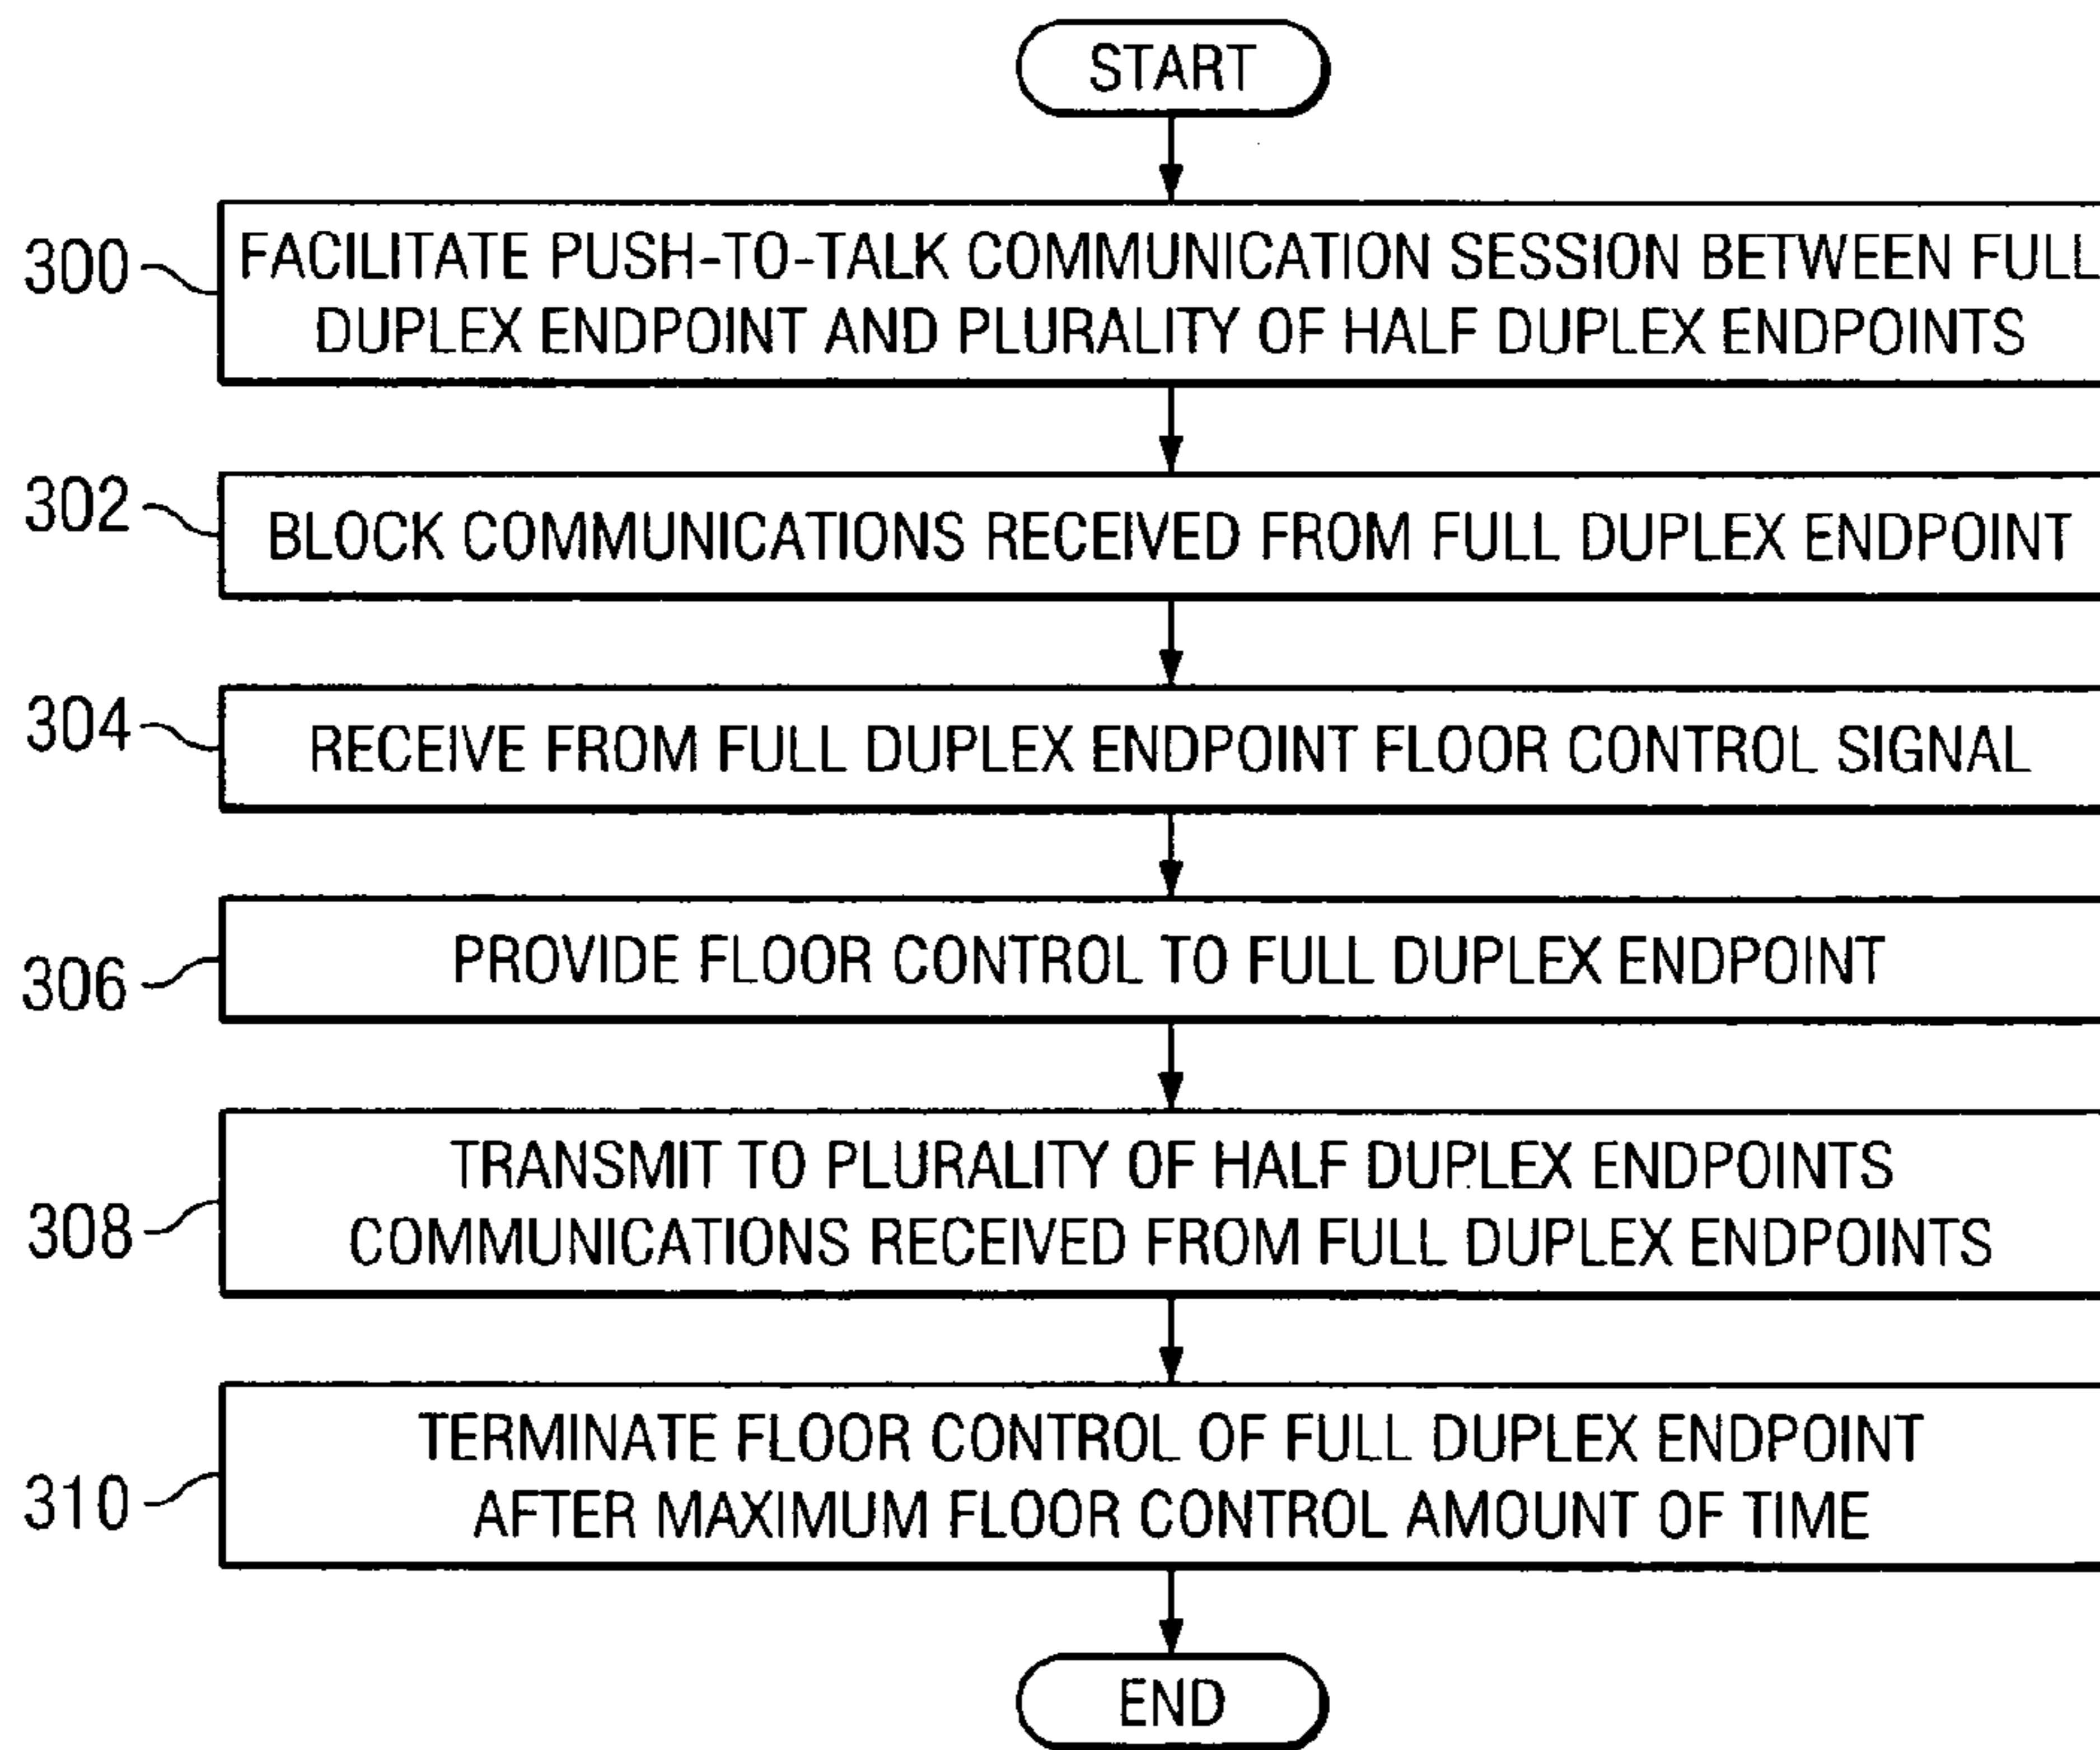 START
300
FACILITATE PUSH-TO-TALK COMMUNICATION SESSION BETWEEN FULL
DUPLEX ENDPOINT AND PLURALITY OF HALF DUPLEX ENDPOINTS
302
BLOCK COMMUNICATIONS RECEIVED FROM FULL DUPLEX ENDPOINT
304
RECEIVE FROM FULL DUPLEX ENDPOINT FLOOR CONTROL SIGNAL
306
PROVIDE FLOOR CONTROL TO FULL DUPLEX ENDPOINT
308
TRANSMIT TO PLURALITY OF HALF DUPLEX ENDPOINTS
COMMUNICATIONS RECEIVED FROM FULL DUPLEX ENDPOINTS
310
TERMINATE FLOOR CONTROL OF FULL DUPLEX ENDPOINT
AFTER MAXIMUM FLOOR CONTROL AMOUNT OF TIME
END